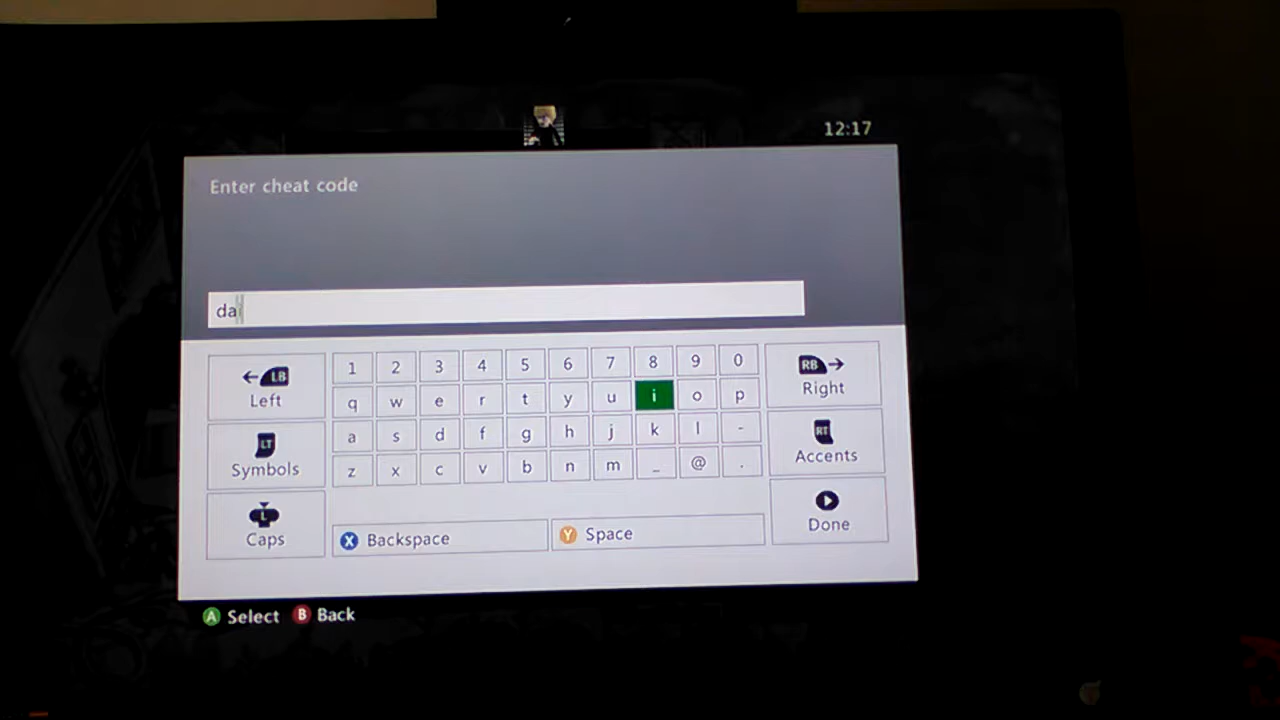 12:17
Enter cheat code
dai
LB
Left
1 2 3 4 5 6 7 8 9 0
RB
Right
q w e r t y u i o p
LT
Symbols
a s d f g h j k l -
RT
Accents
z x c v b n m _ @ .
L
Caps
X Backspace
Y Space
Done
A Select B Back